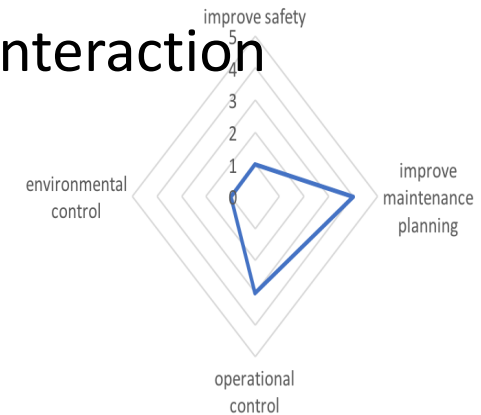 improve safety
nteraction
5
4
3
2
1
0
environmental
control
improve
maintenance
planning
operational
control